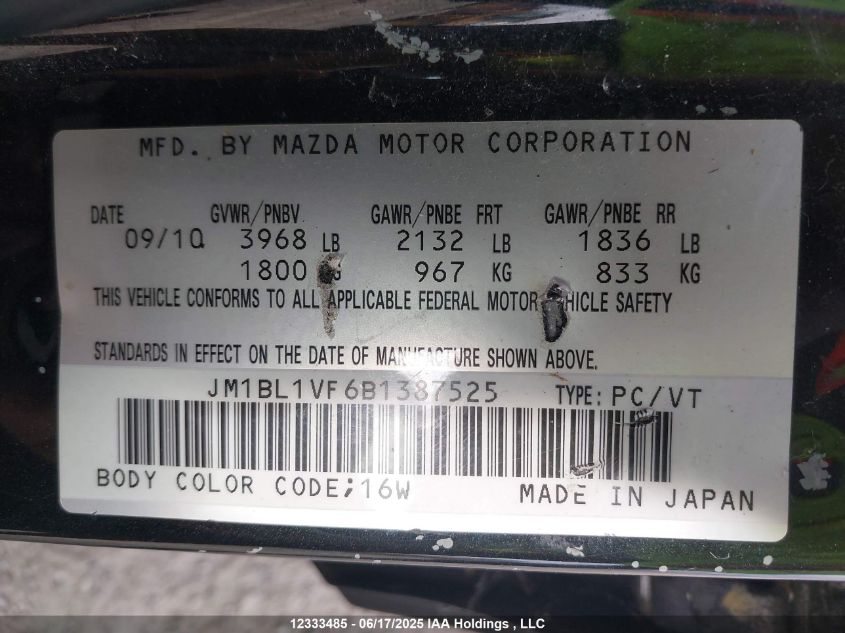 MFD. BY MAZDA MOTOR CORPORATION
DATE GVWR/PNBV GAWR/PNBE FRT GAWR/PNBE RR
09/10 3968 LB 2132 LB 1836 LB
1800 967 KG 833 KG
THIS VEHICLE CONFORMS TO ALL APPLICABLE FEDERAL MOTOR SAFETY
STANDARDS IN EFFECT ON THE DATE OF MANUFACTURE SHOWN ABOVE.
JM1BL1VF6B1387525 TYPE: PC/VT
BODY COLOR CODE;16W MADE IN JAPAN
12333485 - 06/17/2025 IAA Holdings , LLC